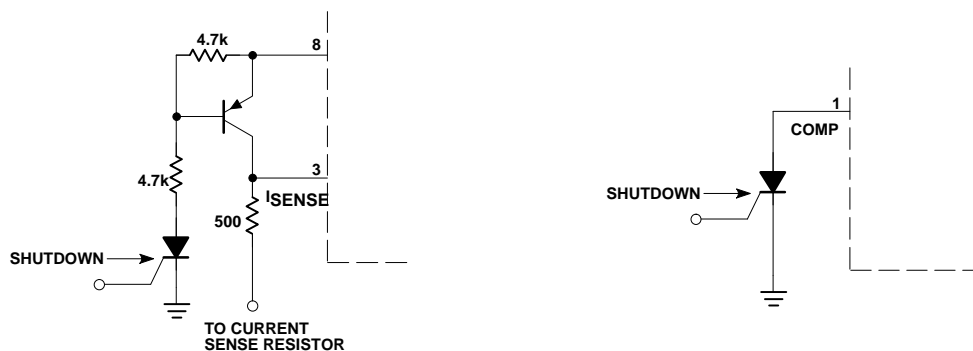 4.7k
8
4.7k
3
ISENSE
500
SHUTDOWN
TO CURRENT
SENSE RESISTOR
1
COMP
SHUTDOWN